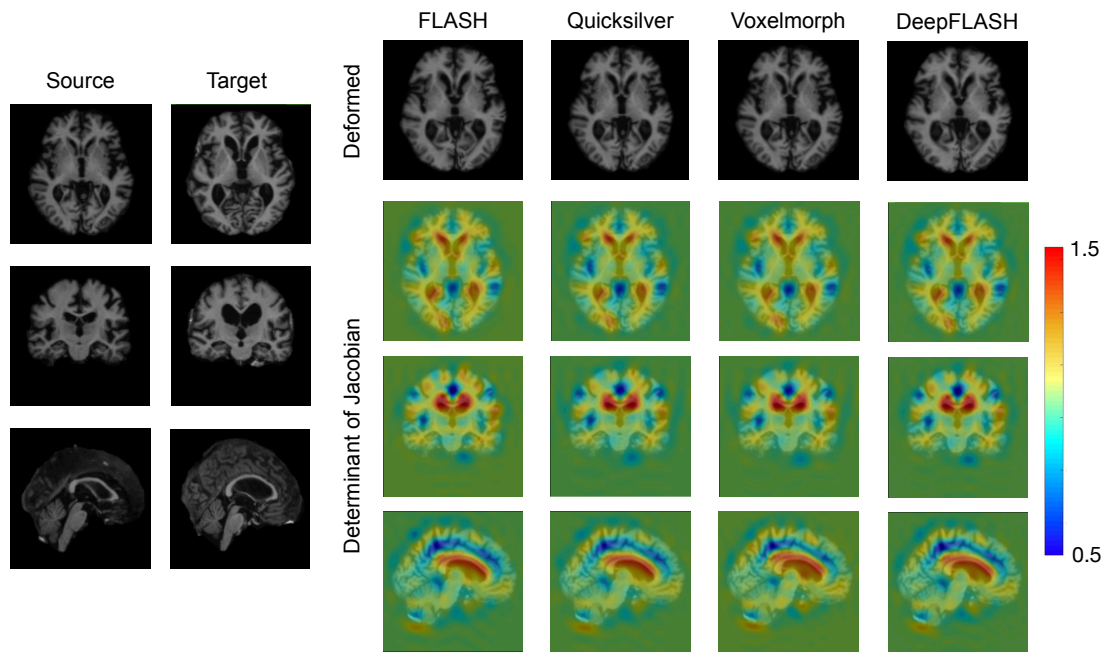 FLASH Quicksilver Voxelmorph DeepFLASH
Source Target
Deformed
Determinant of Jacobian
1.5
0.5